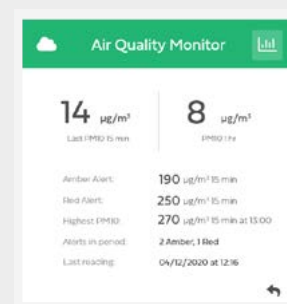 Air Quality Monitor
14 µg/m³
Last PM10 15 min
8 µg/m³
PM10 1hr
Amber Alert: 190 µg/m³ 15 min
Red Alert: 250 µg/m³ 15 min
Highest PM10: 270 µg/m³ 15 min at 13:00
Alerts in period: 2 Amber, 1 Red
Last reading: 04/12/2020 at 12:16